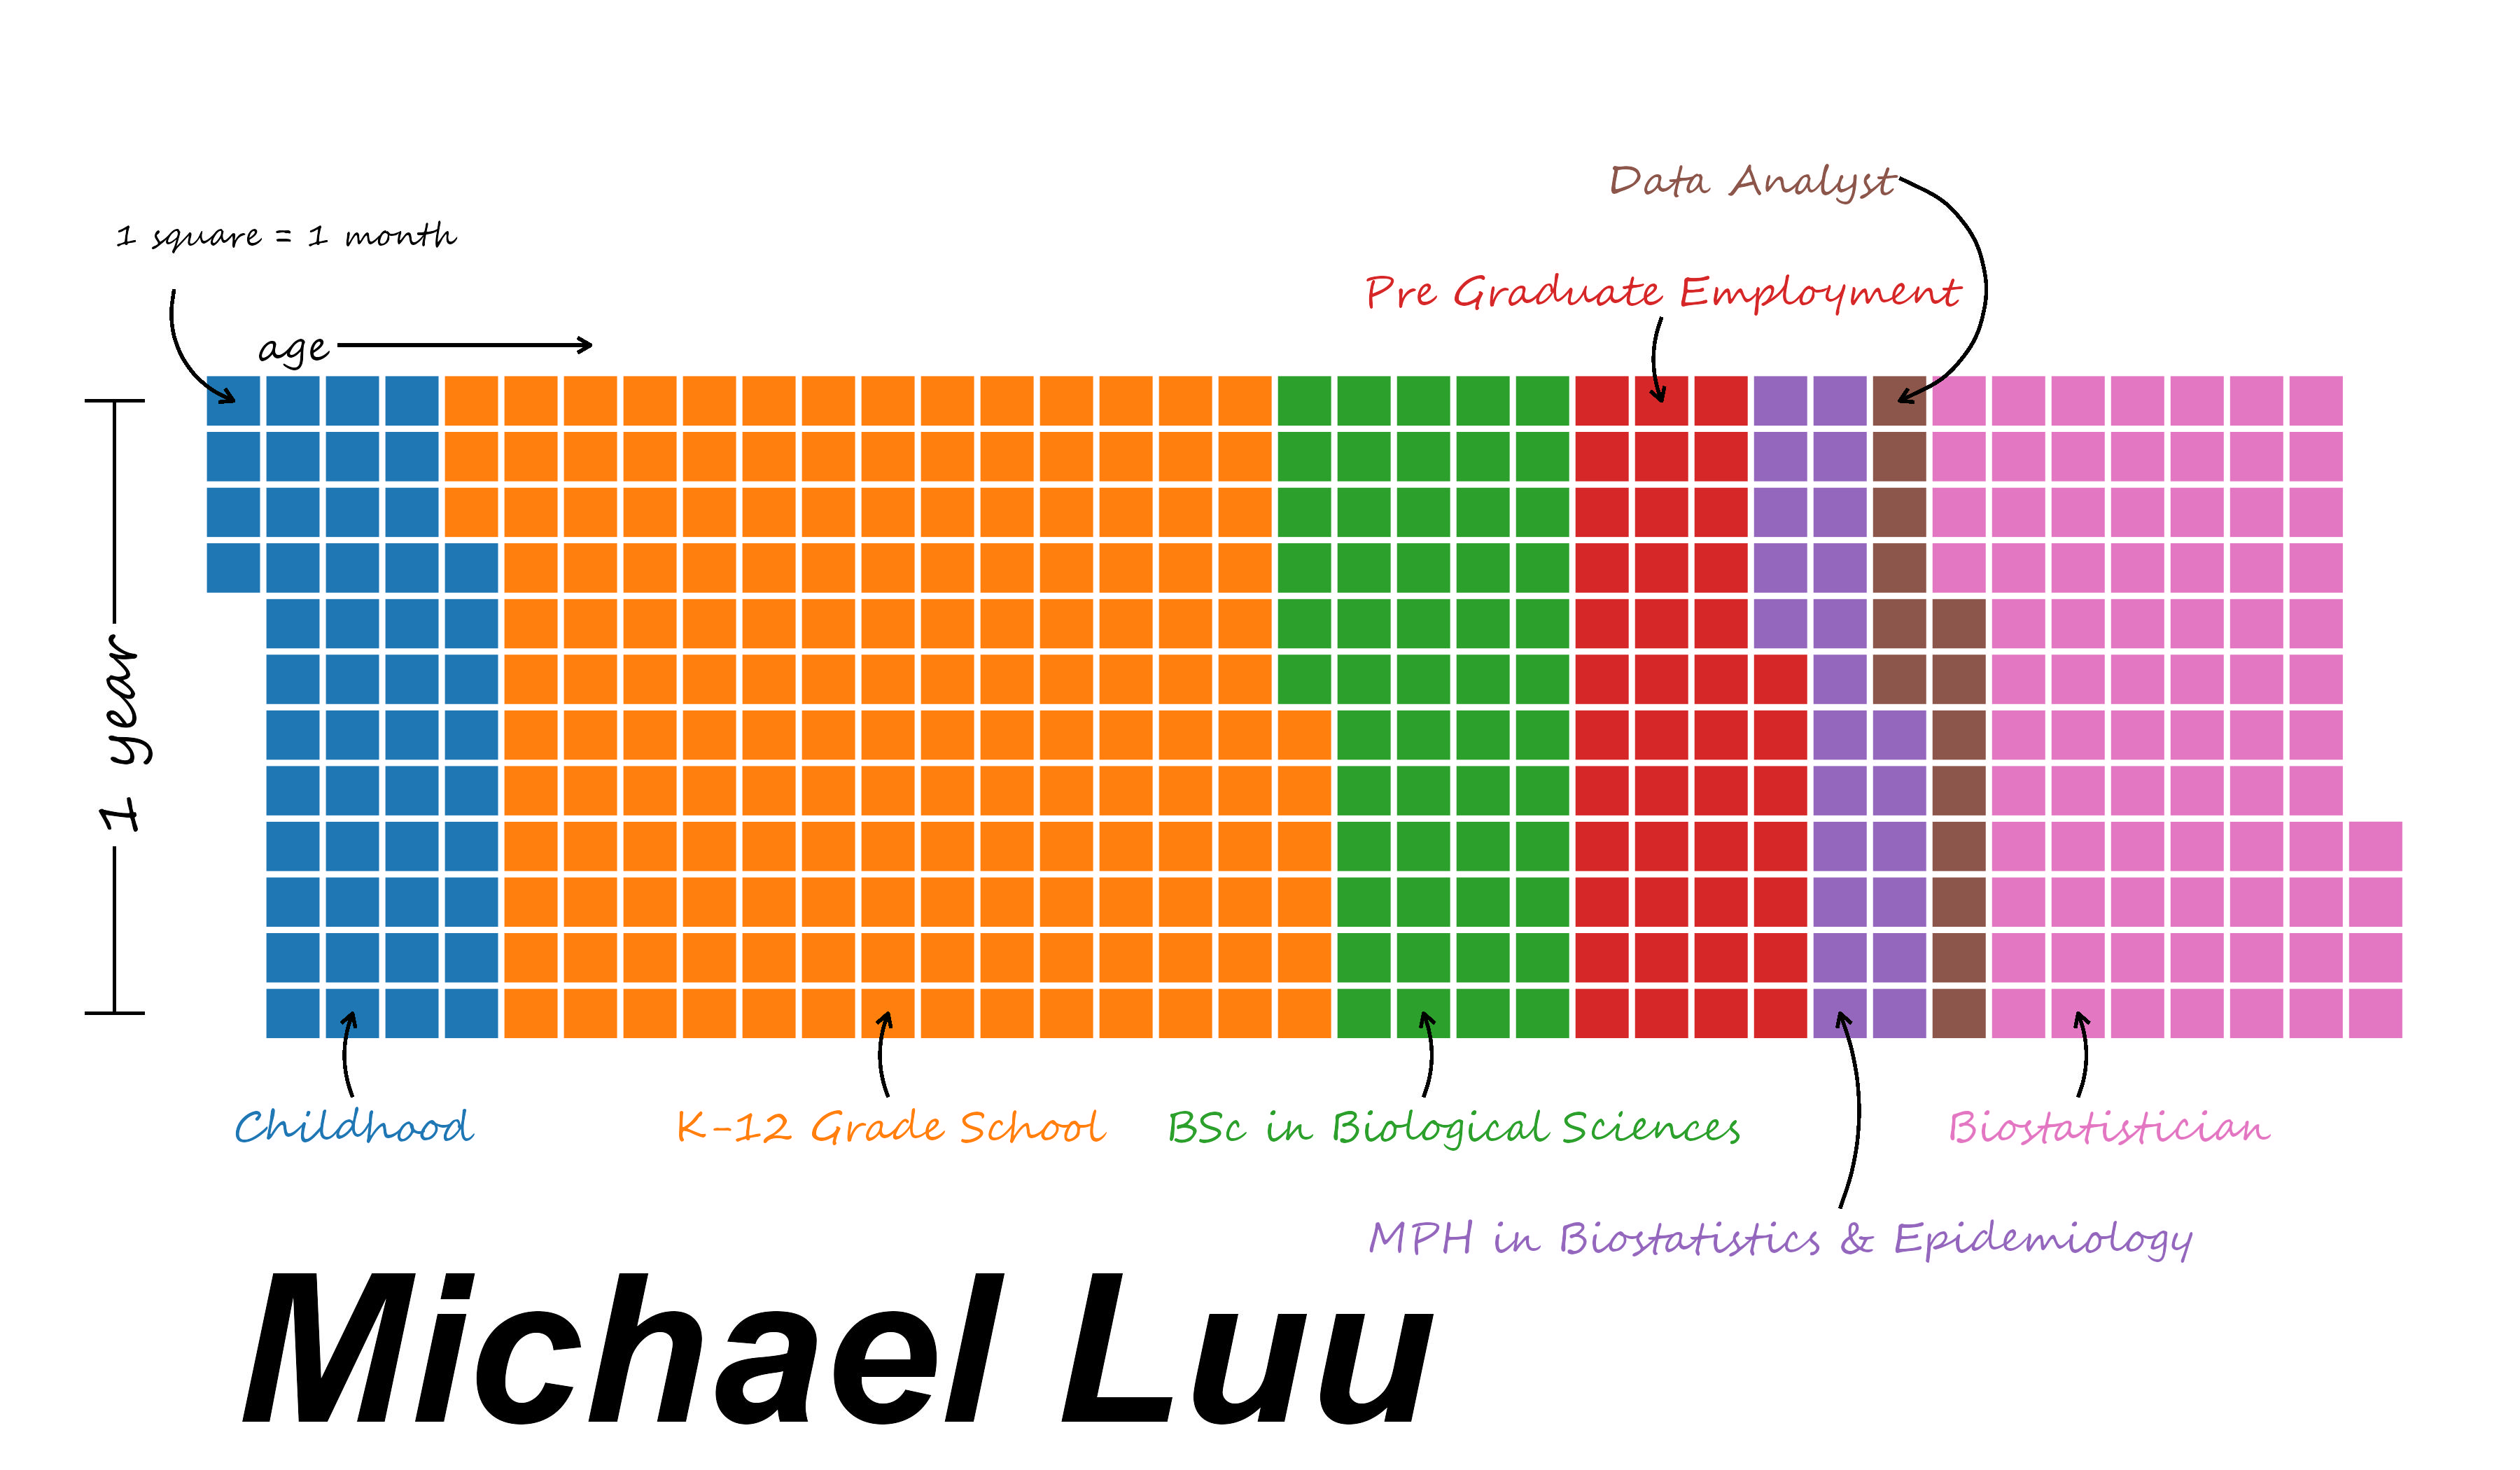 Data Analyst
1 square = 1 month
Pre Graduate Employment
age
1 year
Childhood
K-12 Grade School
BSc in Biological Sciences
Biostatistician
MPH in Biostatistics & Epidemiology
Michael Luu